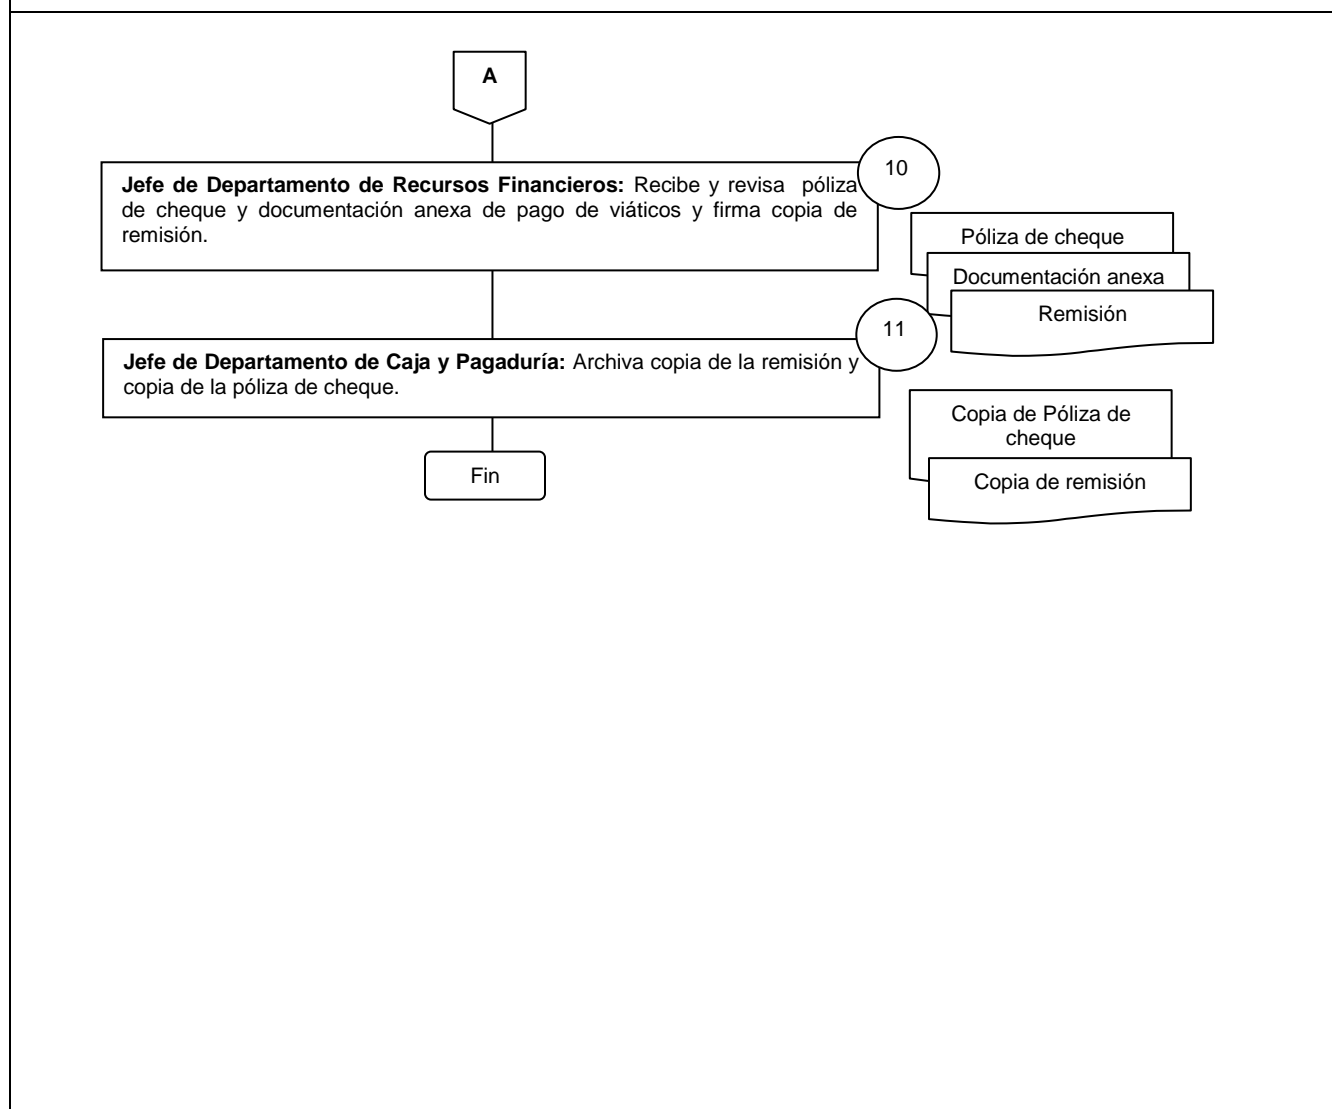 A
10
Jefe de Departamento de Recursos Financieros: Recibe y revisa póliza
de cheque y documentación anexa de pago de viáticos y firma copia de
remisión.
Póliza de cheque
Documentación anexa
Remisión
11
Jefe de Departamento de Caja y Pagaduría: Archiva copia de la remisión y
copia de la póliza de cheque.
Copia de Póliza de
cheque
Copia de remisión
Fin